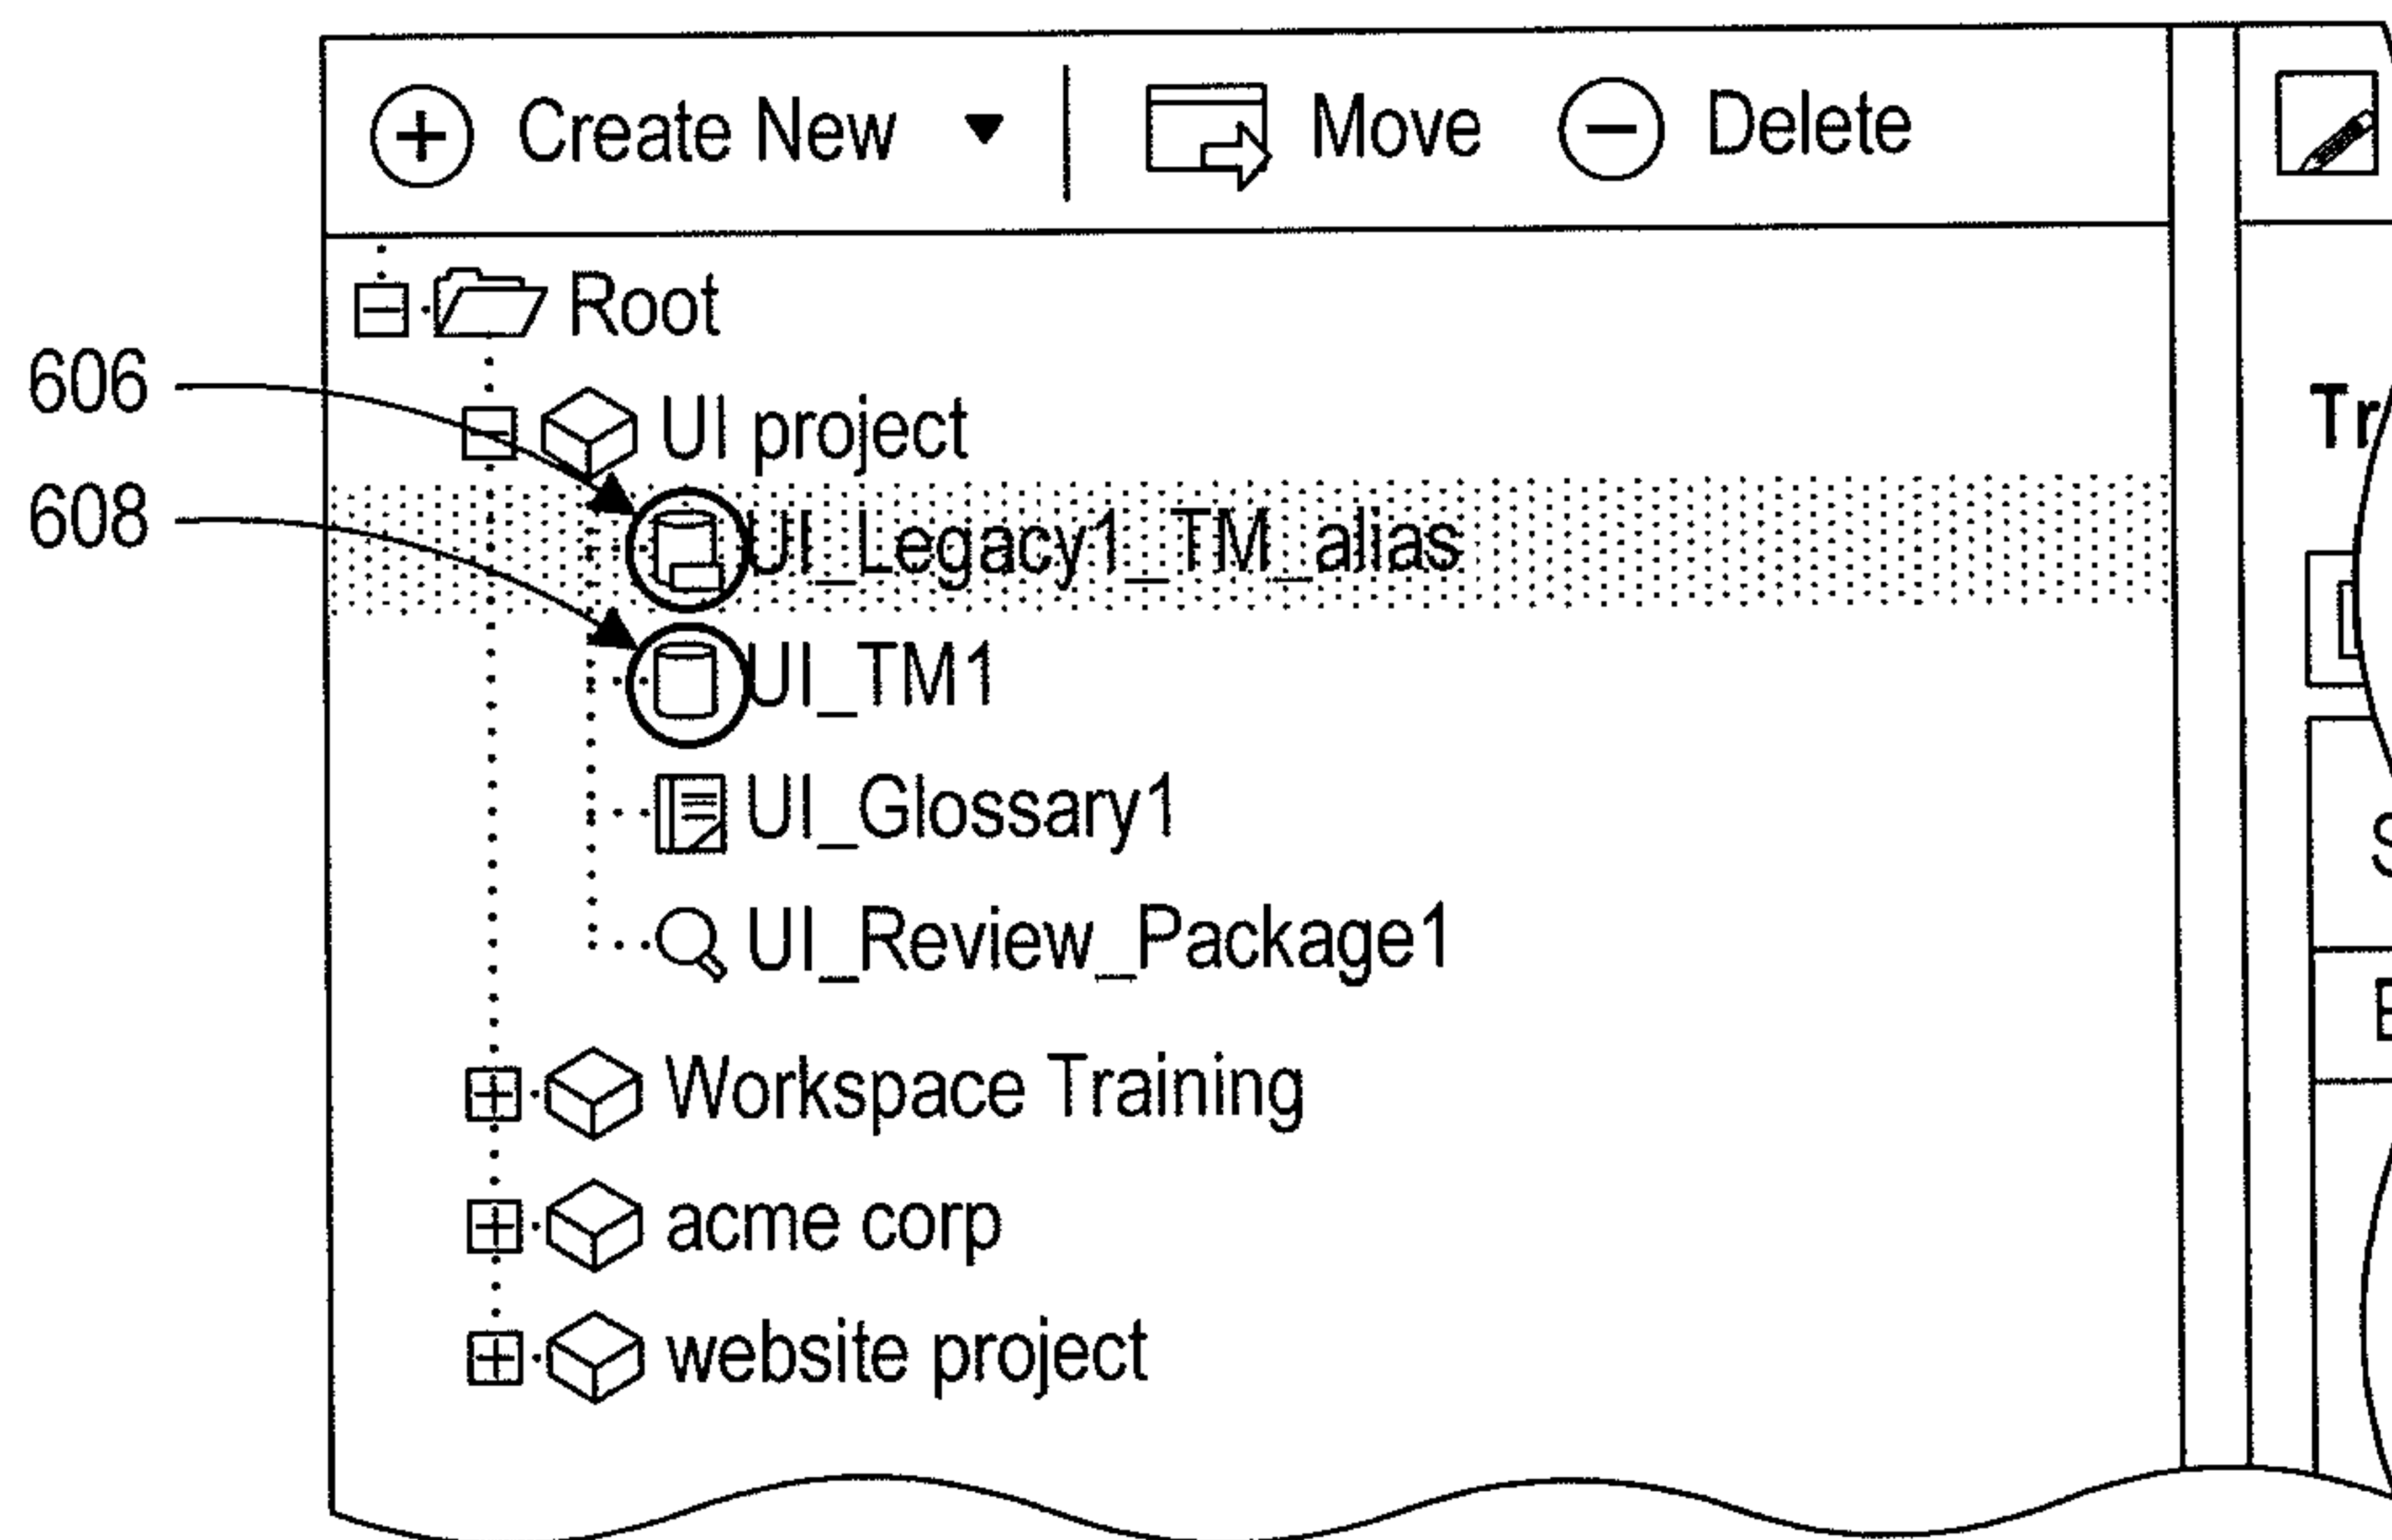 Create New Move Delete
Root
606
UI project
Tr
608
UI_Legacy1_TM_alias
UI_TM1
UI_Glossary1
S
UI_Review_Package1
E
Workspace Training
acme corp
website project